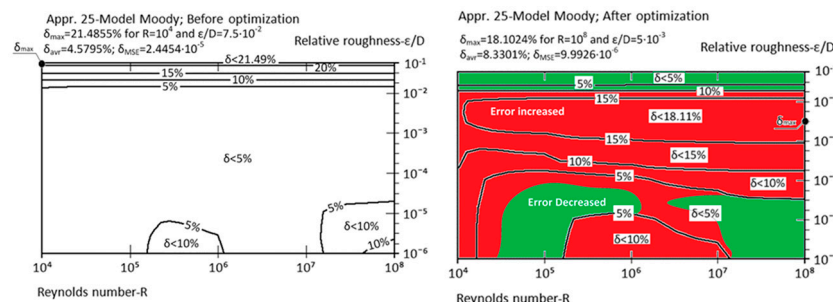 Appr. 25-Model Moody; Before optimization
δmax=21.4855% for R=10⁴ and ε/D=7.5·10⁻²
δavr=4.5795%; δMSE=2.4454·10⁻⁵
Relative roughness-ε/D
δmax
δ<21.49%
20%
15%
10%
5%
δ<5%
5%
5%
δ<10%
δ<10%
10%
10⁻¹
10⁻²
10⁻³
10⁻⁴
10⁻⁵
10⁻⁶
10⁴
10⁵
10⁶
10⁷
10⁸
Reynolds number-R
Appr. 25-Model Moody; After optimization
δmax=18.1024% for R=10⁸ and ε/D=5·10⁻³
δavr=8.3301%; δMSE=9.9926·10⁻⁶
Relative roughness-ε/D
5%
δ<5%
10%
15%
Error increased
δ<18.11%
δmax
15%
δ<15%
10%
5%
δ<10%
Error Decreased
5%
δ<5%
δ<10%
10⁴
10⁵
10⁶
10⁷
10⁸
Reynolds number-R